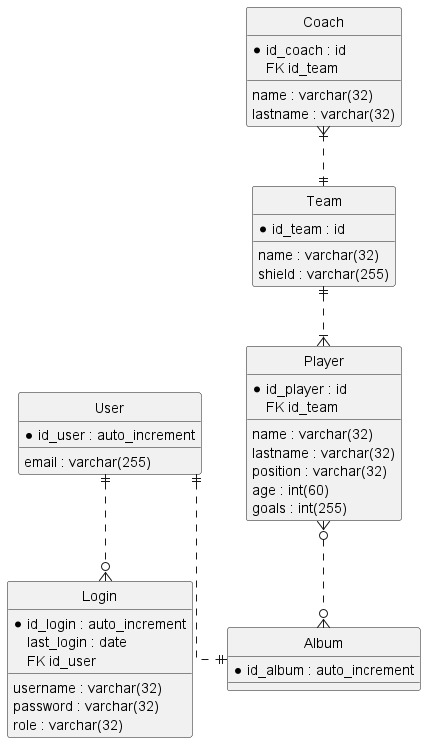 Coach
id_coach : id
FK id_team
name : varchar(32)
lastname : varchar(32)
Team
id_team : id
name : varchar(32)
shield : varchar(255)
Player
id_player : id
FK id_team
name : varchar(32)
lastname : varchar(32)
position : varchar(32)
age : int(60)
goals : int(255)
User
id_user : auto_increment
email : varchar(255)
Login
id_login : auto_increment
last_login : date
FK id_user
username : varchar(32)
password : varchar(32)
role : varchar(32)
Album
id_album : auto_increment